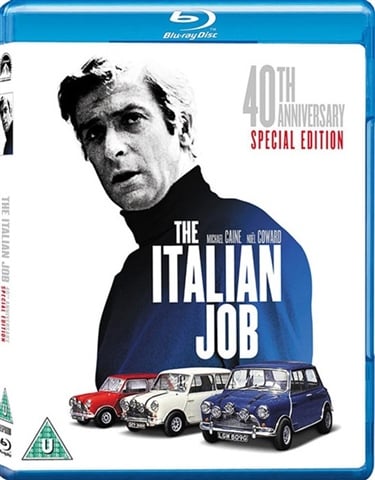 Blu-ray Disc
40TH
ANNIVERSARY
SPECIAL EDITION
MICHAEL CAINE NOËL COWARD
THE
ITALIAN
JOB
LGW 809G
U
THE ITALIAN JOB
SPECIAL EDITION